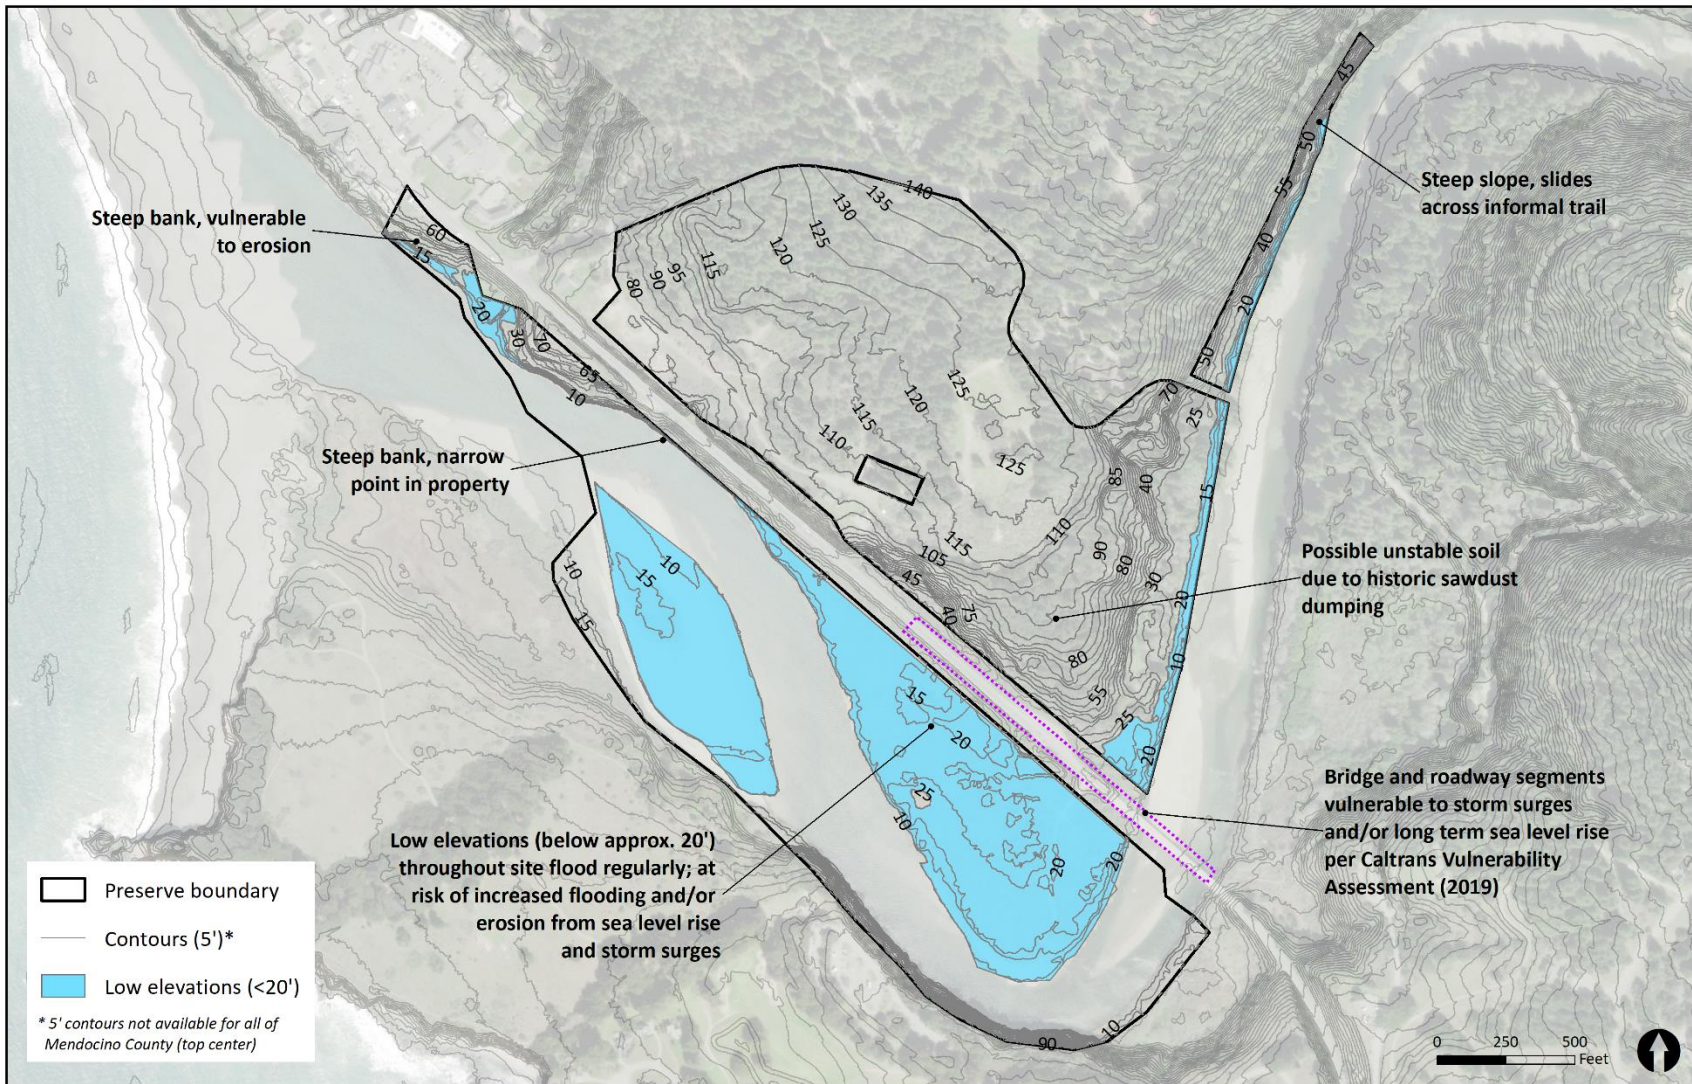 Steep bank, vulnerable
to erosion
Steep slope, slides
across informal trail
Steep bank, narrow
point in property
Possible unstable soil
due to historic sawdust
dumping
Bridge and roadway segments
vulnerable to storm surges
and/or long term sea level rise
per Caltrans Vulnerability
Assessment (2019)
Low elevations (below approx. 20')
throughout site flood regularly; at
risk of increased flooding and/or
erosion from sea level rise
and storm surges
45
50
55
40
20
50
140
135
130
125
120
115
95
90
80
60
15
20
30
70
65
10
125
120
115
110
125
70
25
85
40
15
110
90
80
30
20
115
105
45
75
40
80
55
10
25
20
10
15
10
15
15
20
25
10
20
20
10
90
Preserve boundary
Contours (5')*
Low elevations (<20')
* 5' contours not available for all of
Mendocino County (top center)
0 250 500
Feet